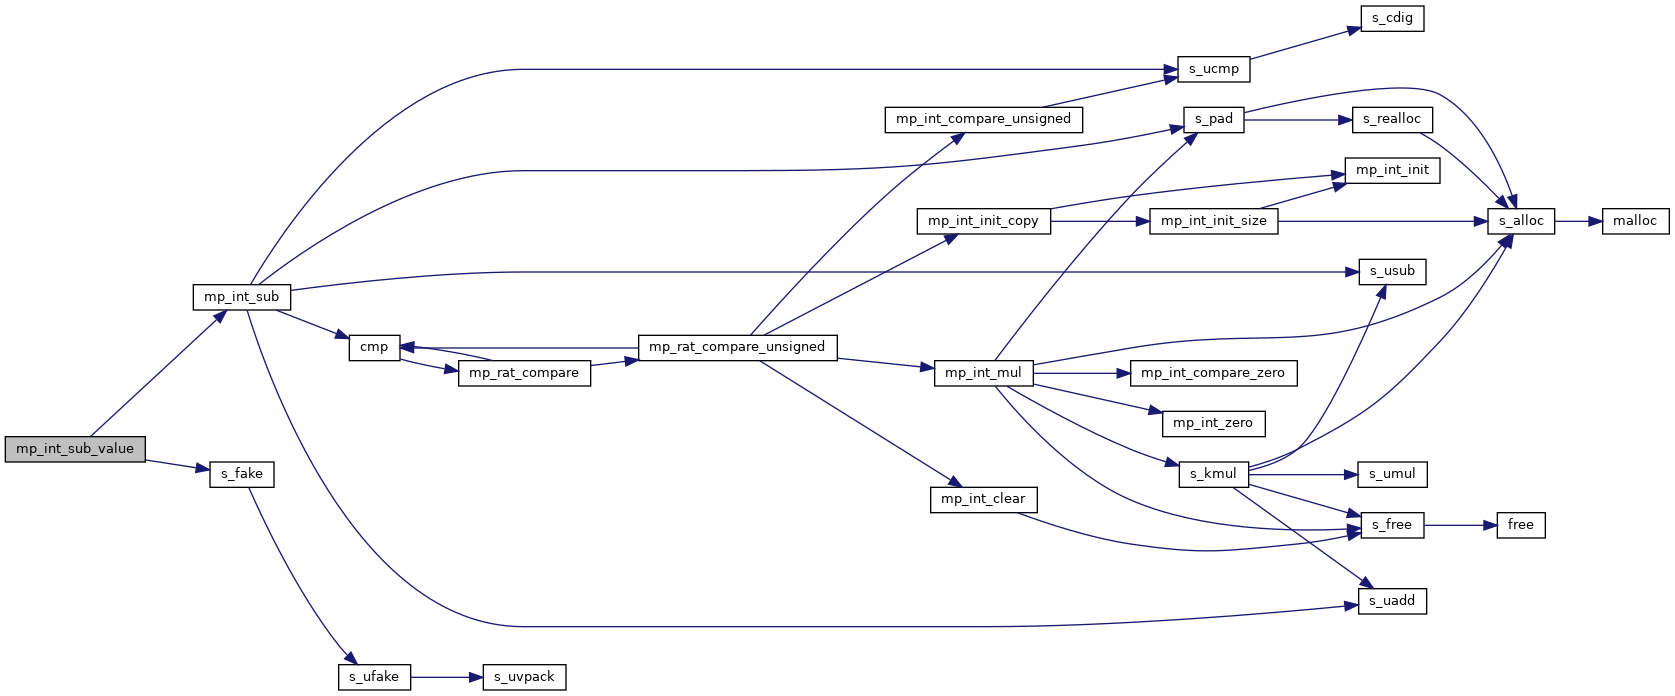 s_cdig
s_ucmp
mp_int_compare_unsigned
s_pad
s_realloc
mp_int_init
mp_int_init_copy
mp_int_init_size
s_alloc
malloc
s_usub
mp_int_sub
cmp
mp_rat_compare_unsigned
mp_rat_compare
mp_int_mul
mp_int_compare_zero
mp_int_zero
mp_int_sub_value
s_fake
s_kmul
s_umul
mp_int_clear
s_free
free
s_uadd
s_ufake
s_uvpack